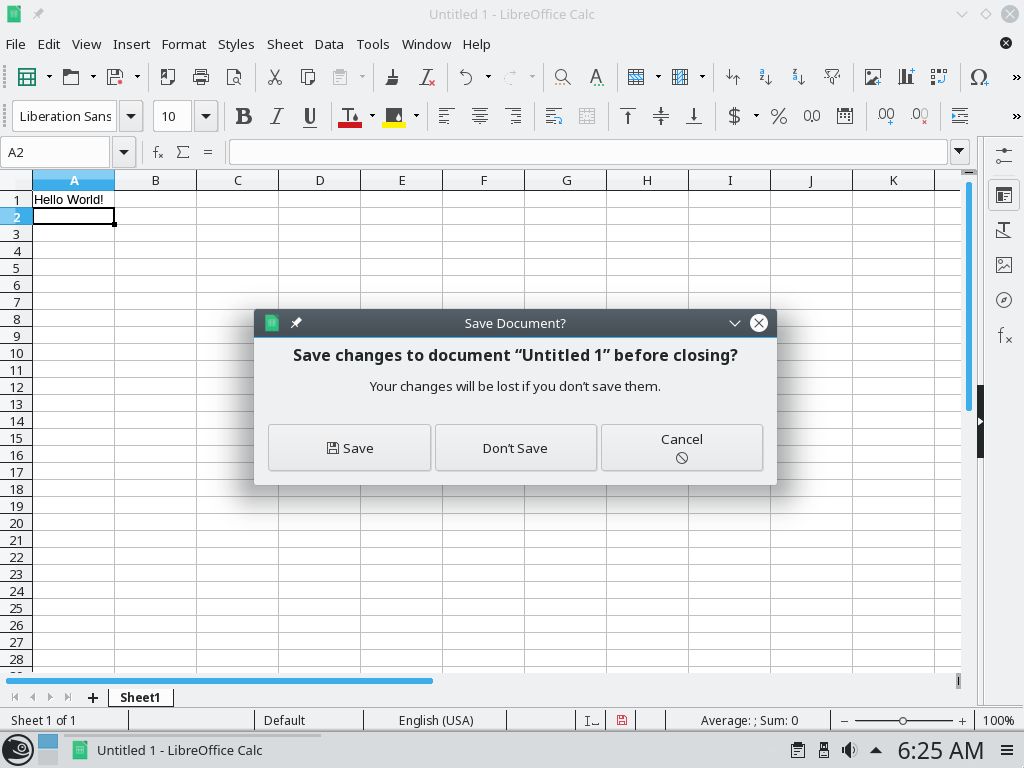 Untitled 1 - LibreOffice Calc
File Edit View Insert Format Styles Sheet Data Tools Window Help
Liberation Sans 10
A2
A B C D E F G H I J K
1 Hello World!
2
3
4
5
6
7
8
9
10
11
12
13
14
15
16
17
18
19
20
21
22
23
24
25
26
27
28
Save Document?
Save changes to document “Untitled 1” before closing?
Your changes will be lost if you don’t save them.
Save Don’t Save Cancel
Sheet1
Sheet 1 of 1 Default English (USA) Average: ; Sum: 0 100%
Untitled 1 - LibreOffice Calc 6:25 AM